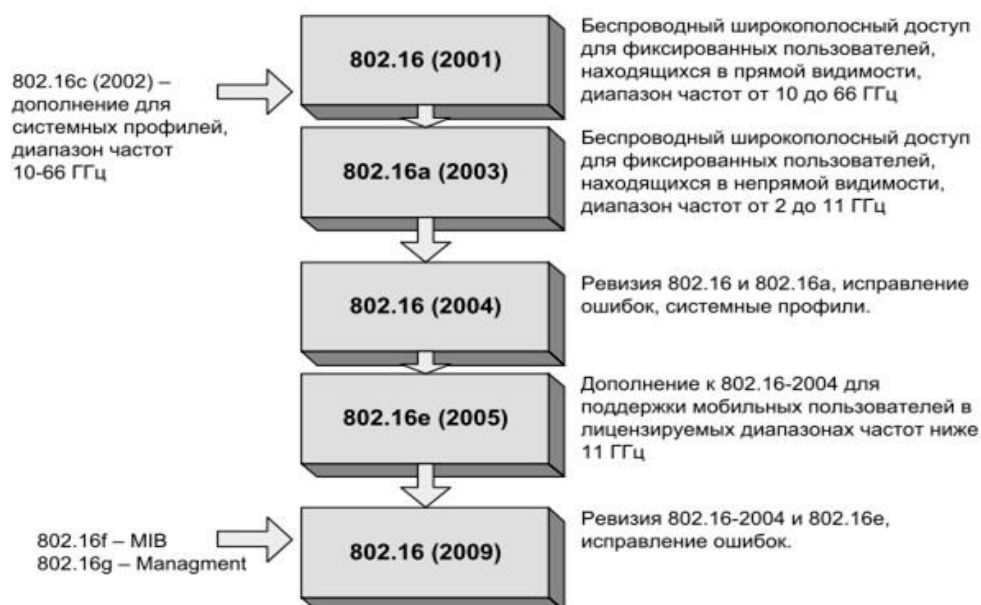 802.16 (2001)
Беспроводный широкополосный доступ
для фиксированных пользователей,
находящихся в прямой видимости,
диапазон частот от 10 до 66 ГГц
802.16c (2002) –
дополнение для
системных профилей,
диапазон частот
10-66 ГГц
802.16a (2003)
Беспроводный широкополосный доступ
для фиксированных пользователей,
находящихся в непрямой видимости,
диапазон частот от 2 до 11 ГГц
802.16 (2004)
Ревизия 802.16 и 802.16a, исправление
ошибок, системные профили.
802.16e (2005)
Дополнение к 802.16-2004 для
поддержки мобильных пользователей в
лицензируемых диапазонах частот ниже
11 ГГц
802.16f – MIB
802.16g – Managment
802.16 (2009)
Ревизия 802.16-2004 и 802.16e,
исправление ошибок.